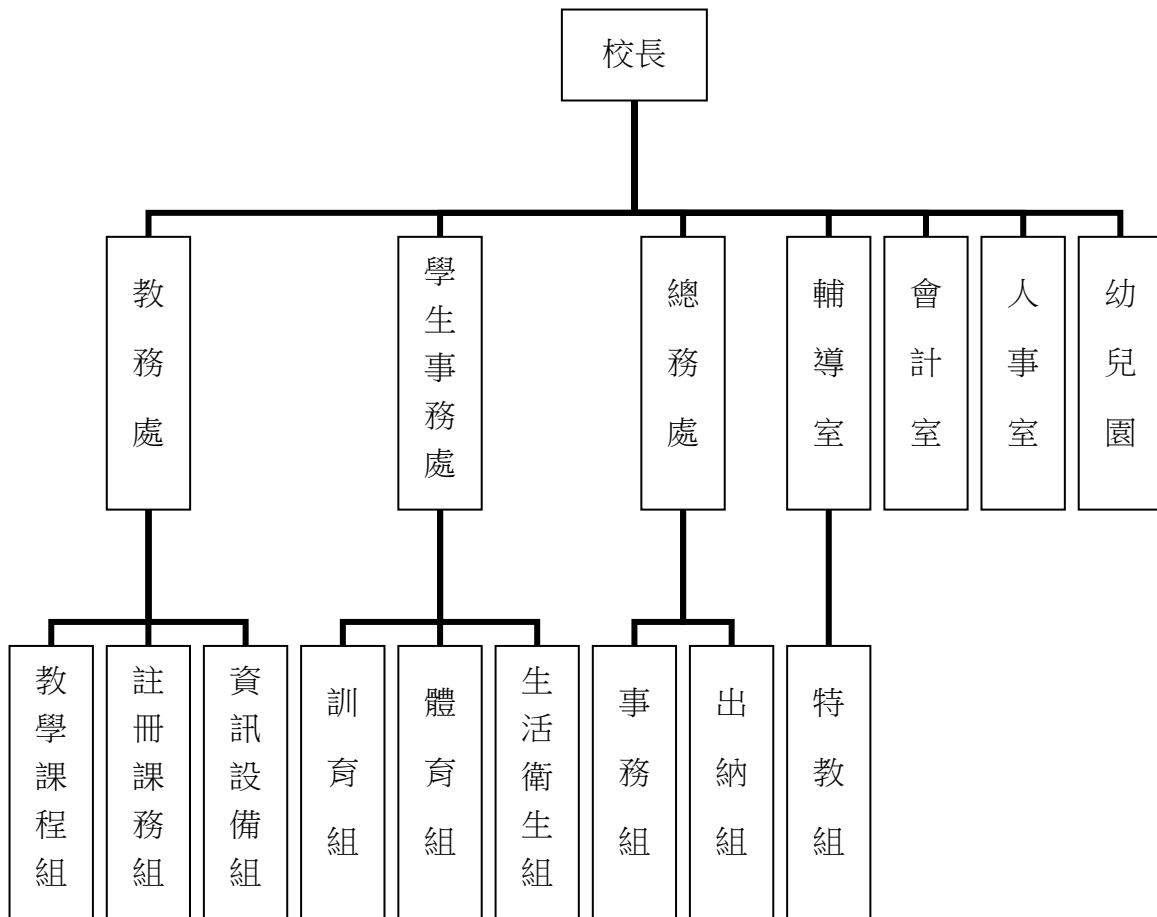 校長
教務處
學生事務處
總務處
輔導室
會計室
人事室
幼兒園
教學課程組
註冊課務組
資訊設備組
訓育組
體育組
生活衛生組
事務組
出納組
特教組